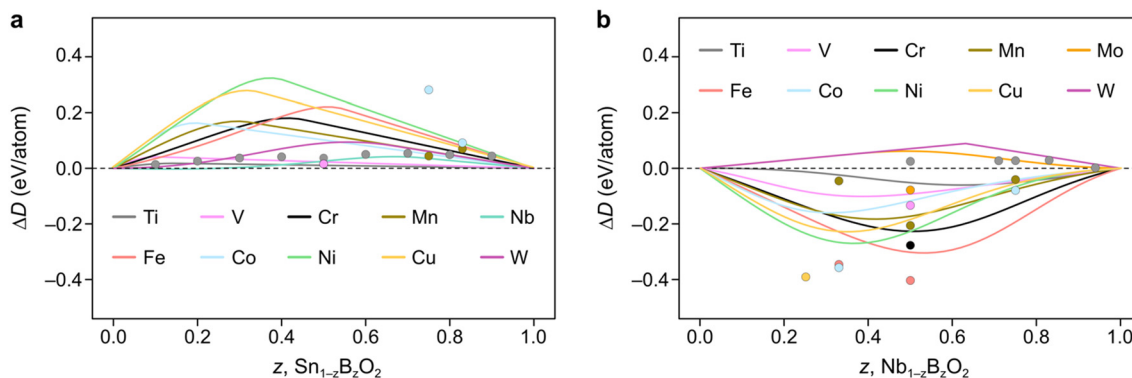 a
ΔD (eV/atom)
0.4
0.2
0.0
–0.2
–0.4
Ti V Cr Mn Nb
Fe Co Ni Cu W
0.0 0.2 0.4 0.6 0.8 1.0
z, Sn₁₋zBzO₂
b
ΔD (eV/atom)
0.4
0.2
0.0
–0.2
–0.4
Ti V Cr Mn Mo
Fe Co Ni Cu W
0.0 0.2 0.4 0.6 0.8 1.0
z, Nb₁₋zBzO₂